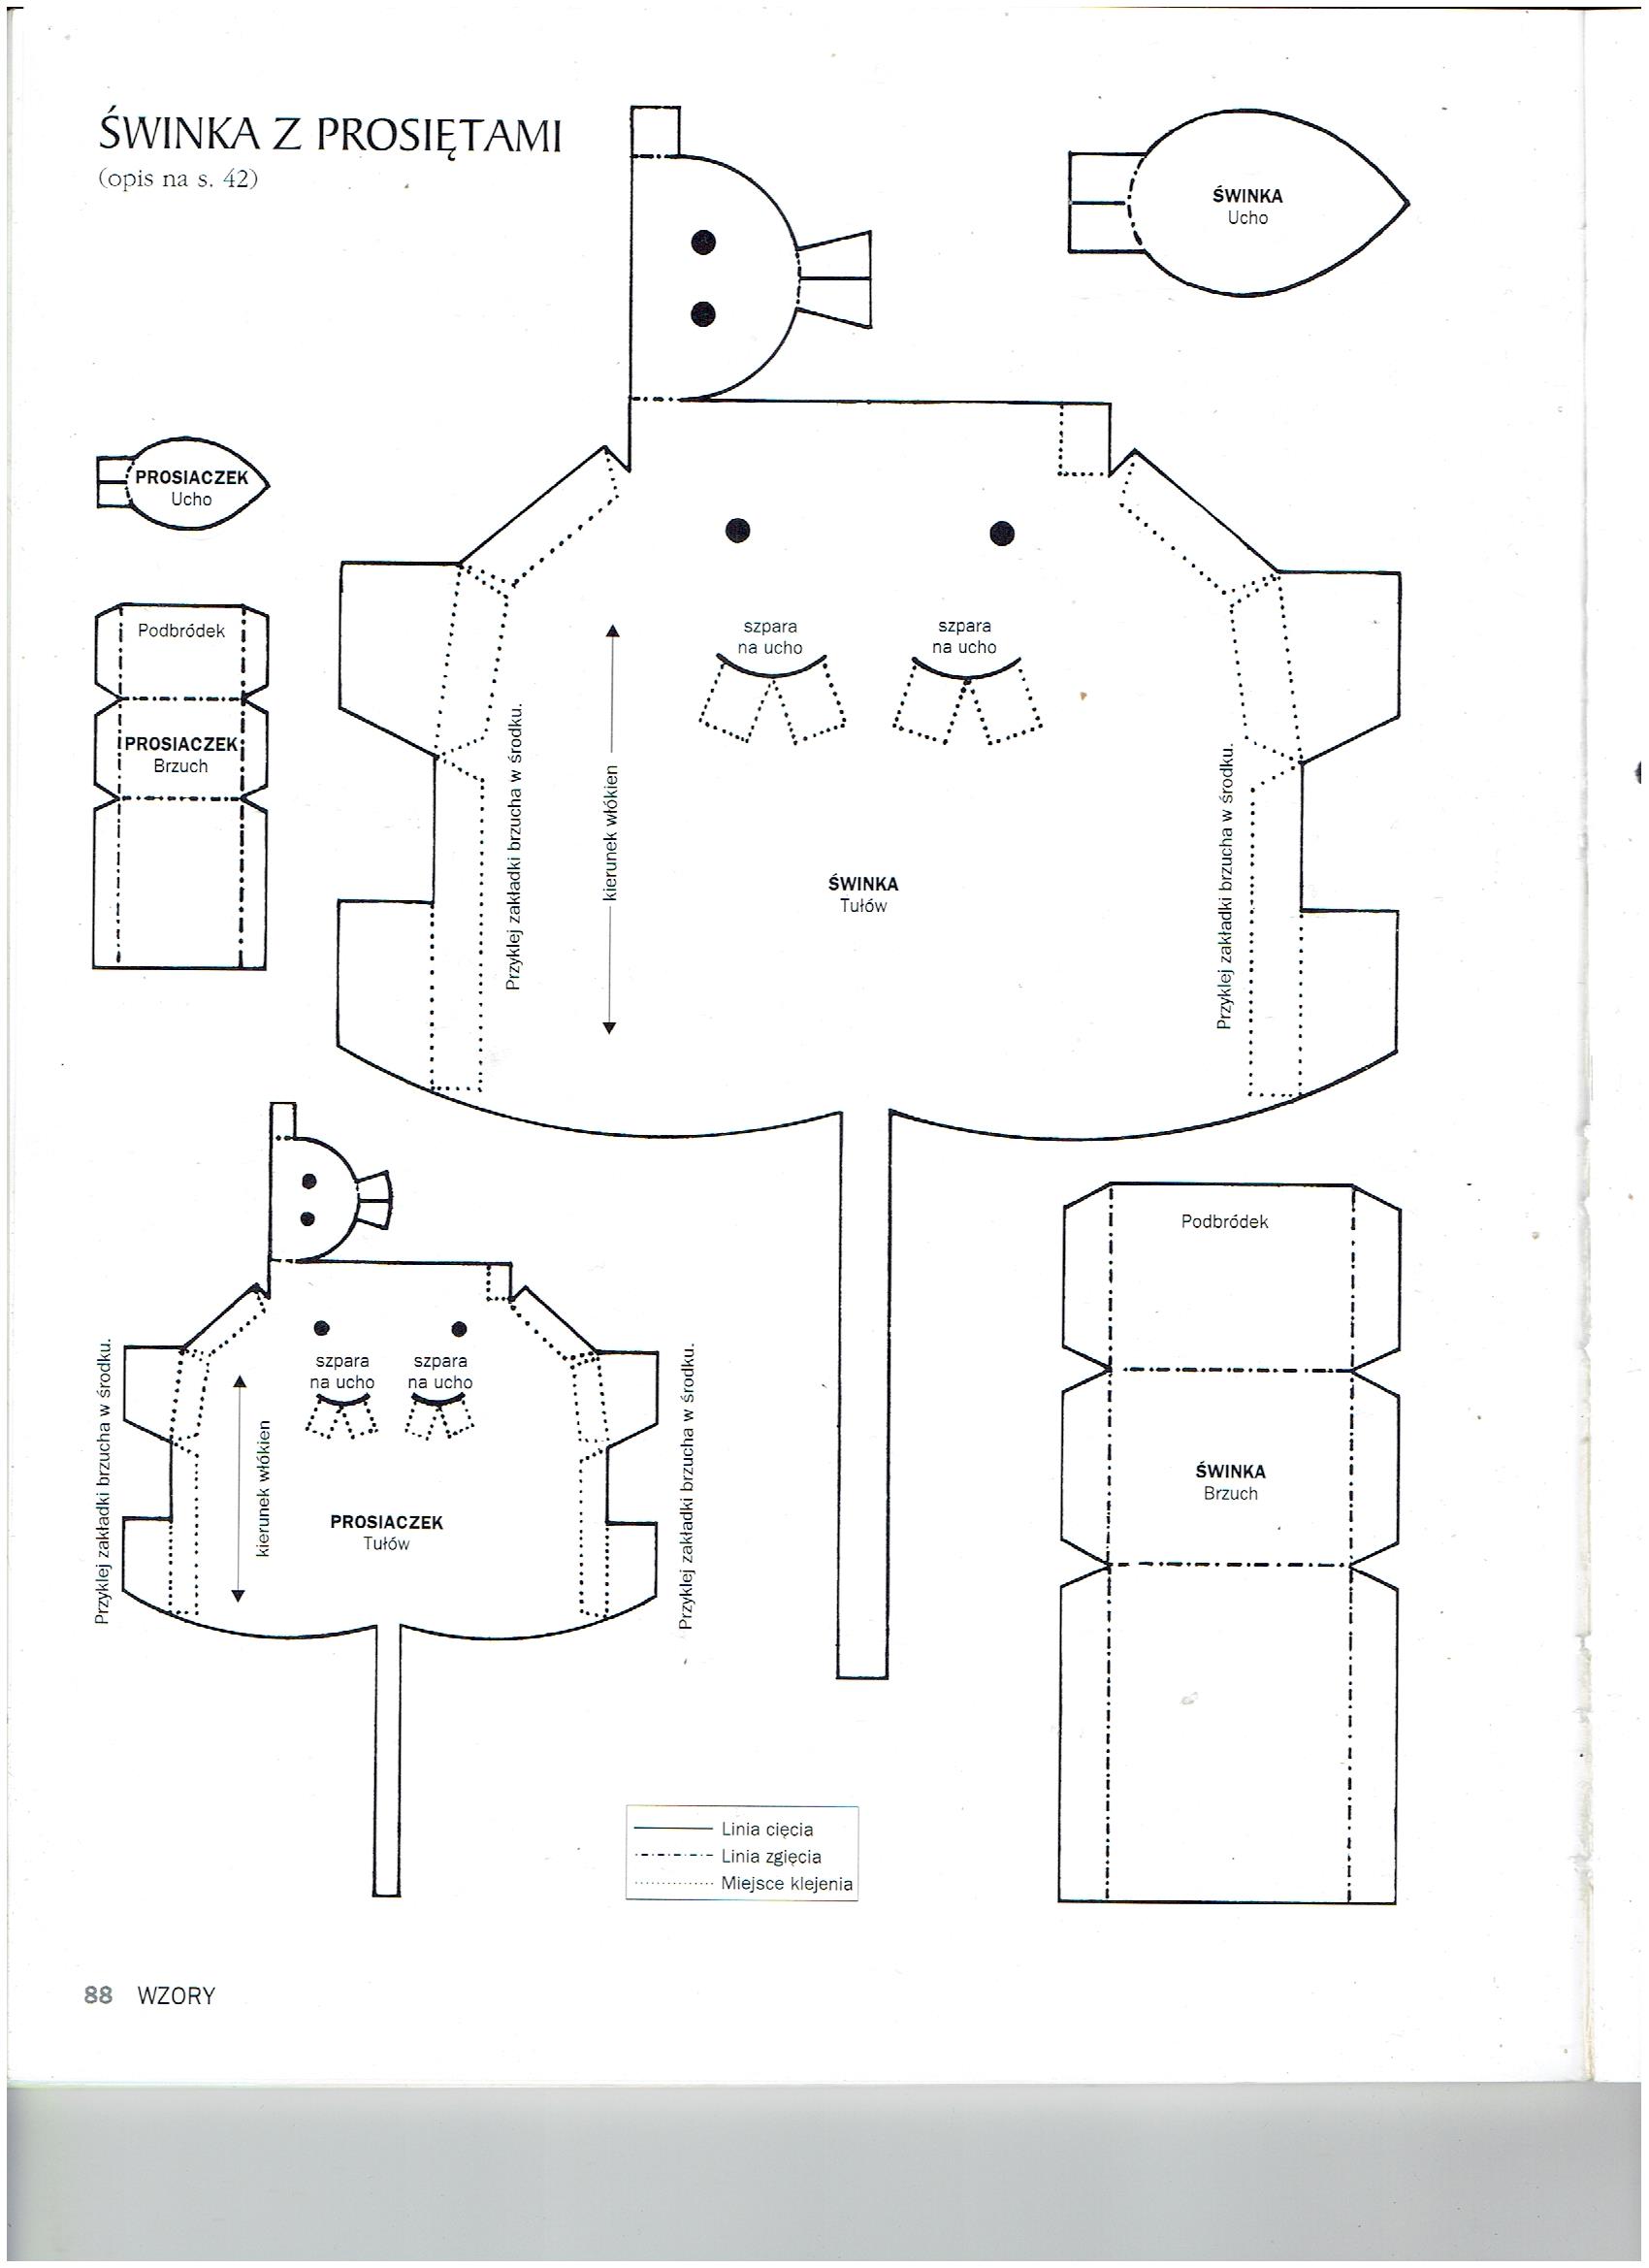 ŚWINKA Z PROSIĘTAMI
(opis na s. 42)
ŚWINKA
Ucho
PROSIACZEK
Ucho
Podbródek
PROSIACZEK
Brzuch
szpara
na ucho
szpara
na ucho
Przyklej zakładki brzucha w środku.
kierunek włókien
ŚWINKA
Tułów
Przyklej zakładki brzucha w środku.
Podbródek
ŚWINKA
Brzuch
szpara
na ucho
szpara
na ucho
Przyklej zakładki brzucha w środku.
kierunek włókien
PROSIACZEK
Tułów
Przyklej zakładki brzucha w środku.
Linia cięcia
Linia zgięcia
Miejsce klejenia
88 WZORY